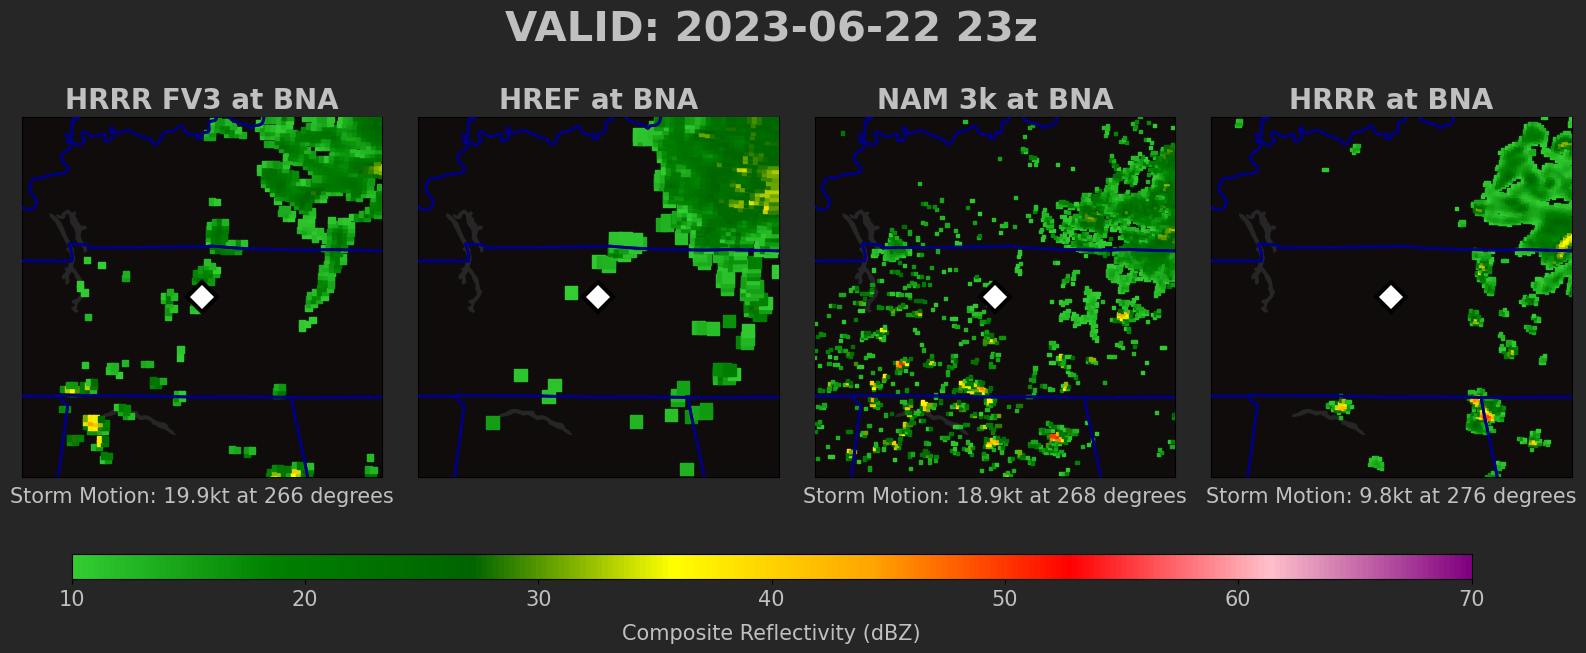 VALID: 2023-06-22 23z
HRRR FV3 at BNA
HREF at BNA
NAM 3k at BNA
HRRR at BNA
Storm Motion: 19.9kt at 266 degrees
Storm Motion: 18.9kt at 268 degrees
Storm Motion: 9.8kt at 276 degrees
10 20 30 40 50 60 70
Composite Reflectivity (dBZ)